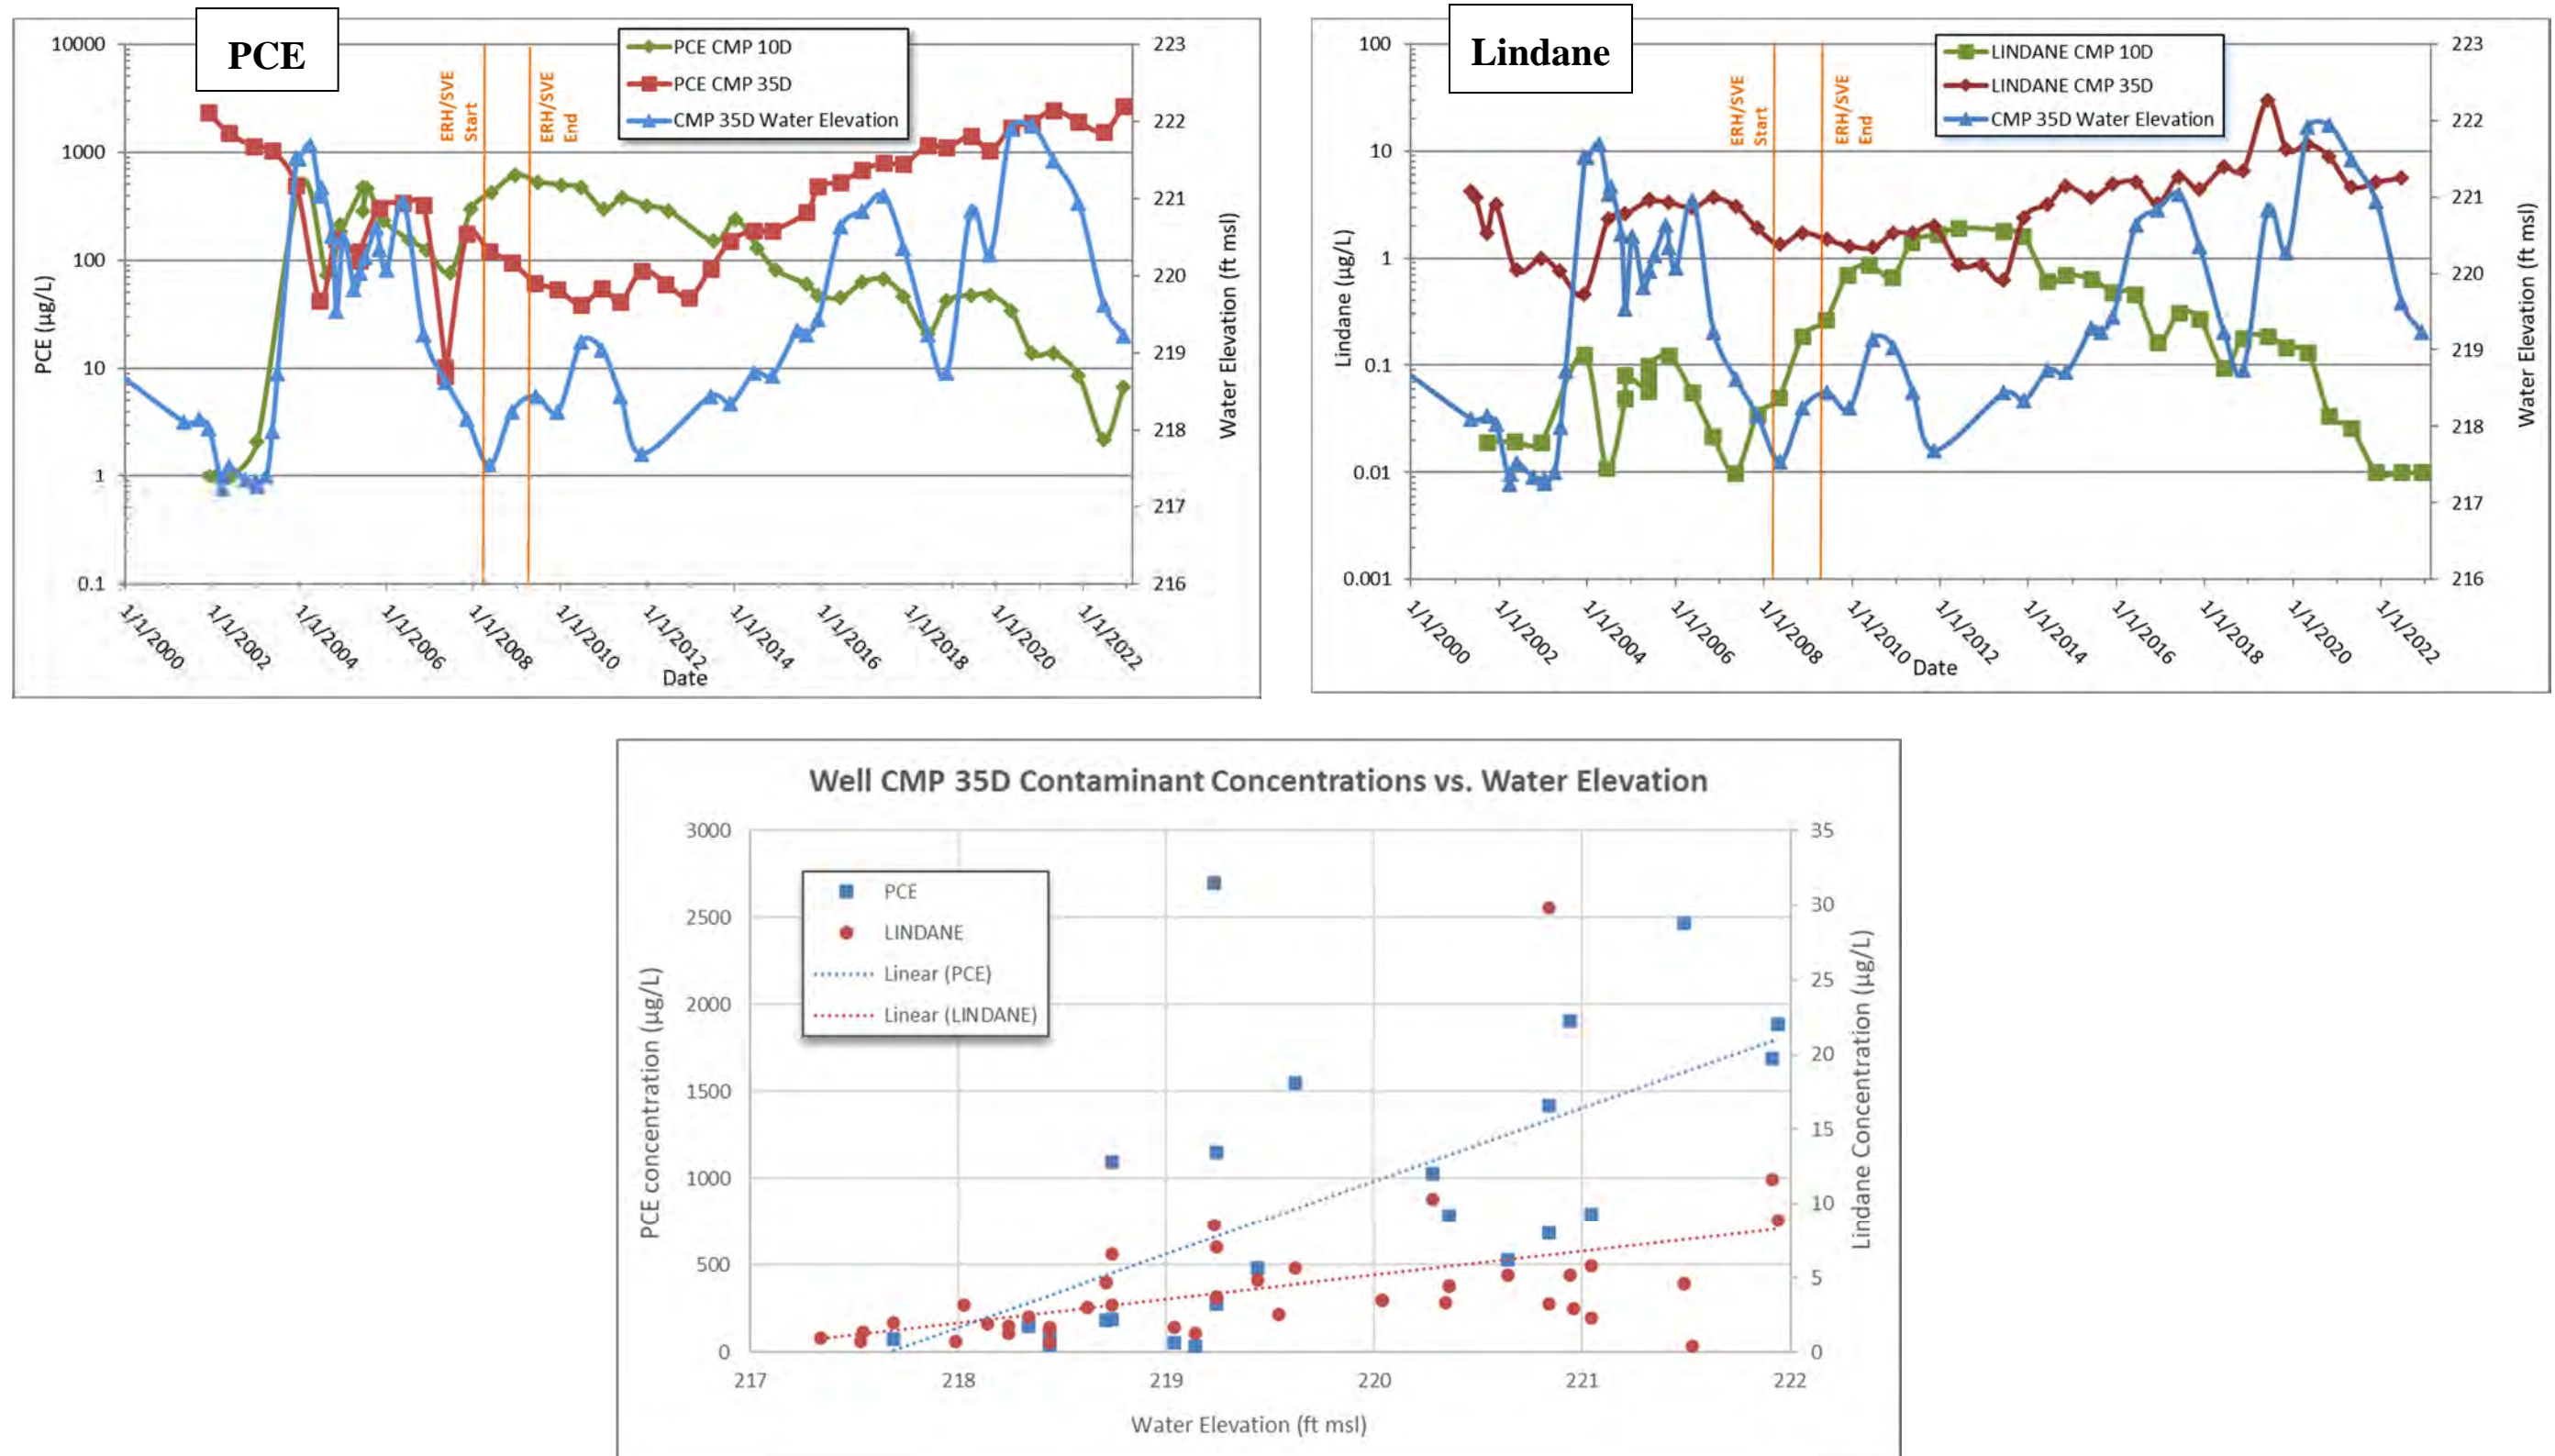 PCE
10000
1000
100
10
1
0.1
PCE (µg/L)
PCE CMP 10D
PCE CMP 35D
CMP 35D Water Elevation
ERH/SVE
Start
ERH/SVE
End
223
222
221
220
219
218
217
216
Water Elevation (ft msl)
1/1/2000
1/1/2002
1/1/2004
1/1/2006
1/1/2008
1/1/2010
1/1/2012
1/1/2014
1/1/2016
1/1/2018
1/1/2020
1/1/2022
Date
Lindane
100
10
1
0.1
0.01
0.001
Lindane (µg/L)
LINDANE CMP 10D
LINDANE CMP 35D
CMP 35D Water Elevation
ERH/SVE
Start
ERH/SVE
End
223
222
221
220
219
218
217
216
Water Elevation (ft msl)
1/1/2000
1/1/2002
1/1/2004
1/1/2006
1/1/2008
1/1/2010
1/1/2012
1/1/2014
1/1/2016
1/1/2018
1/1/2020
1/1/2022
Date
Well CMP 35D Contaminant Concentrations vs. Water Elevation
3000
2500
2000
1500
1000
500
0
PCE concentration (µg/L)
PCE
LINDANE
Linear (PCE)
Linear (LINDANE)
35
30
25
20
15
10
5
0
Lindane Concentration (µg/L)
217
218
219
220
221
222
Water Elevation (ft msl)